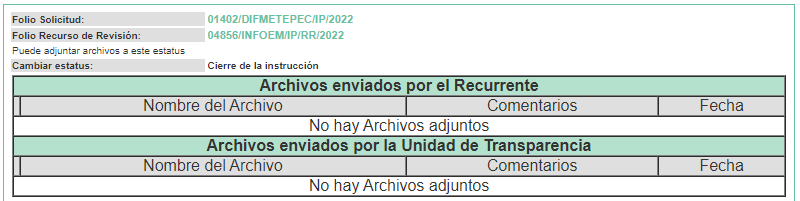 Folio Solicitud: 01402/DIFMETEPEC/IP/2022
Folio Recurso de Revisión: 04856/INFOEM/IP/RR/2022
Puede adjuntar archivos a este estatus
Cambiar estatus: Cierre de la instrucción
Archivos enviados por el Recurrente
Nombre del Archivo Comentarios Fecha
No hay Archivos adjuntos
Archivos enviados por la Unidad de Transparencia
Nombre del Archivo Comentarios Fecha
No hay Archivos adjuntos